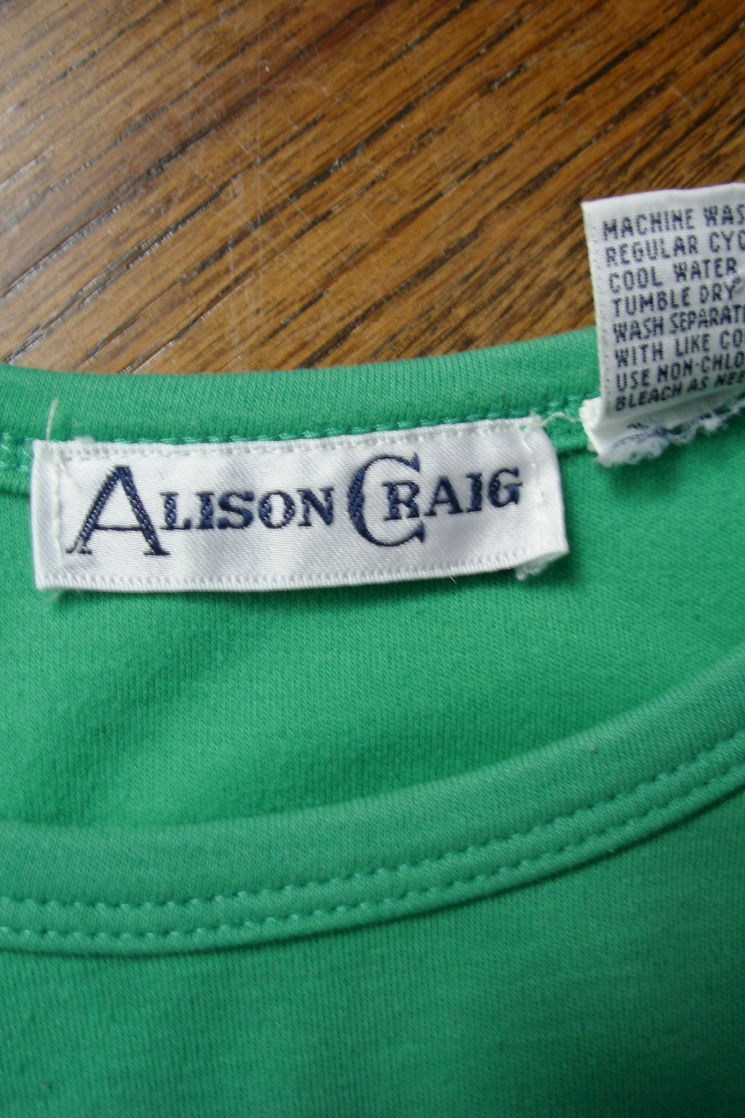 ALISON CRAIG
MACHINE WAS
REGULAR CYC
COOL WATER
TUMBLE DRY
WASH SEPARAT
WITH LIKE CO
USE NON-CHLO
BLEACH AS NEE